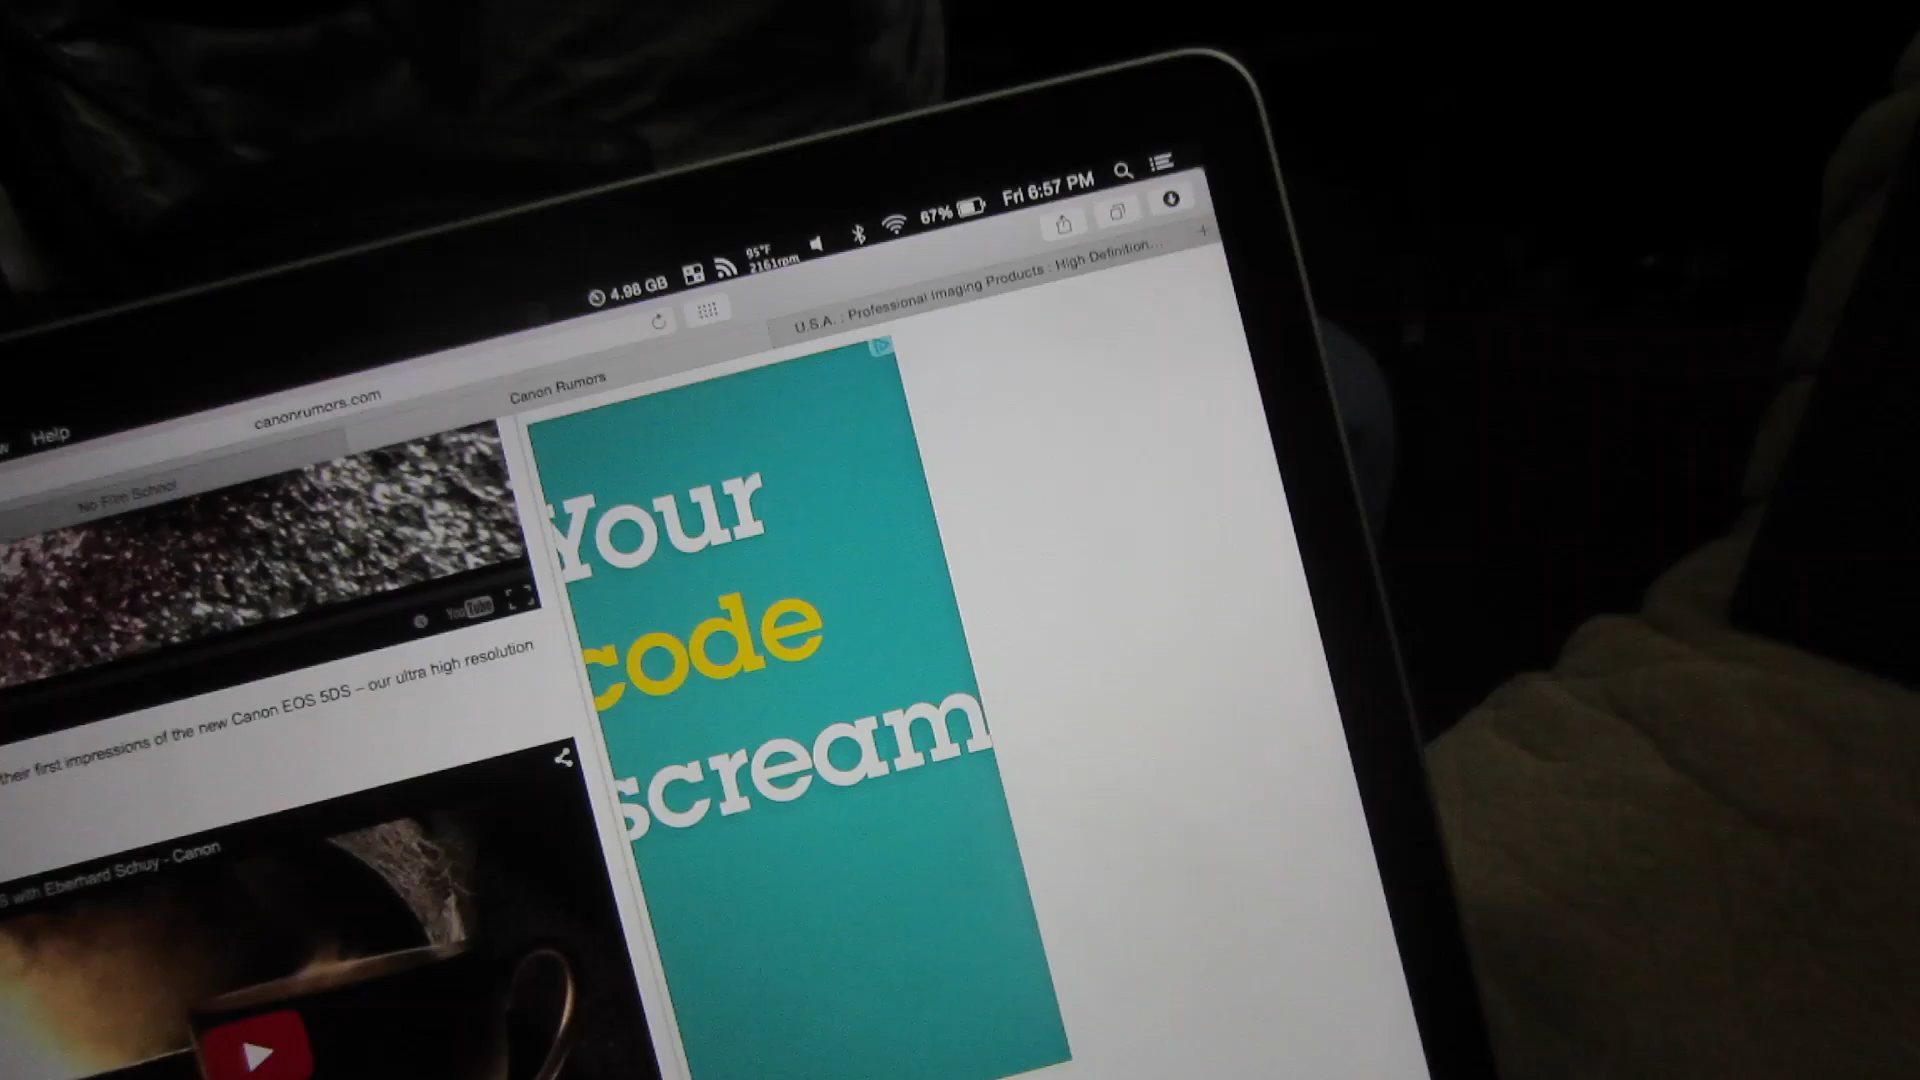 Help
4.98 GB
95°F
2161rpm
67%
Fri 6:57 PM
canonrumors.com
No Film School
Canon Rumors
U.S.A. : Professional Imaging Products : High Definition...
YouTube
their first impressions of the new Canon EOS 5DS – our ultra high resolution
S with Eberhard Schuy - Canon
Your
code
scream